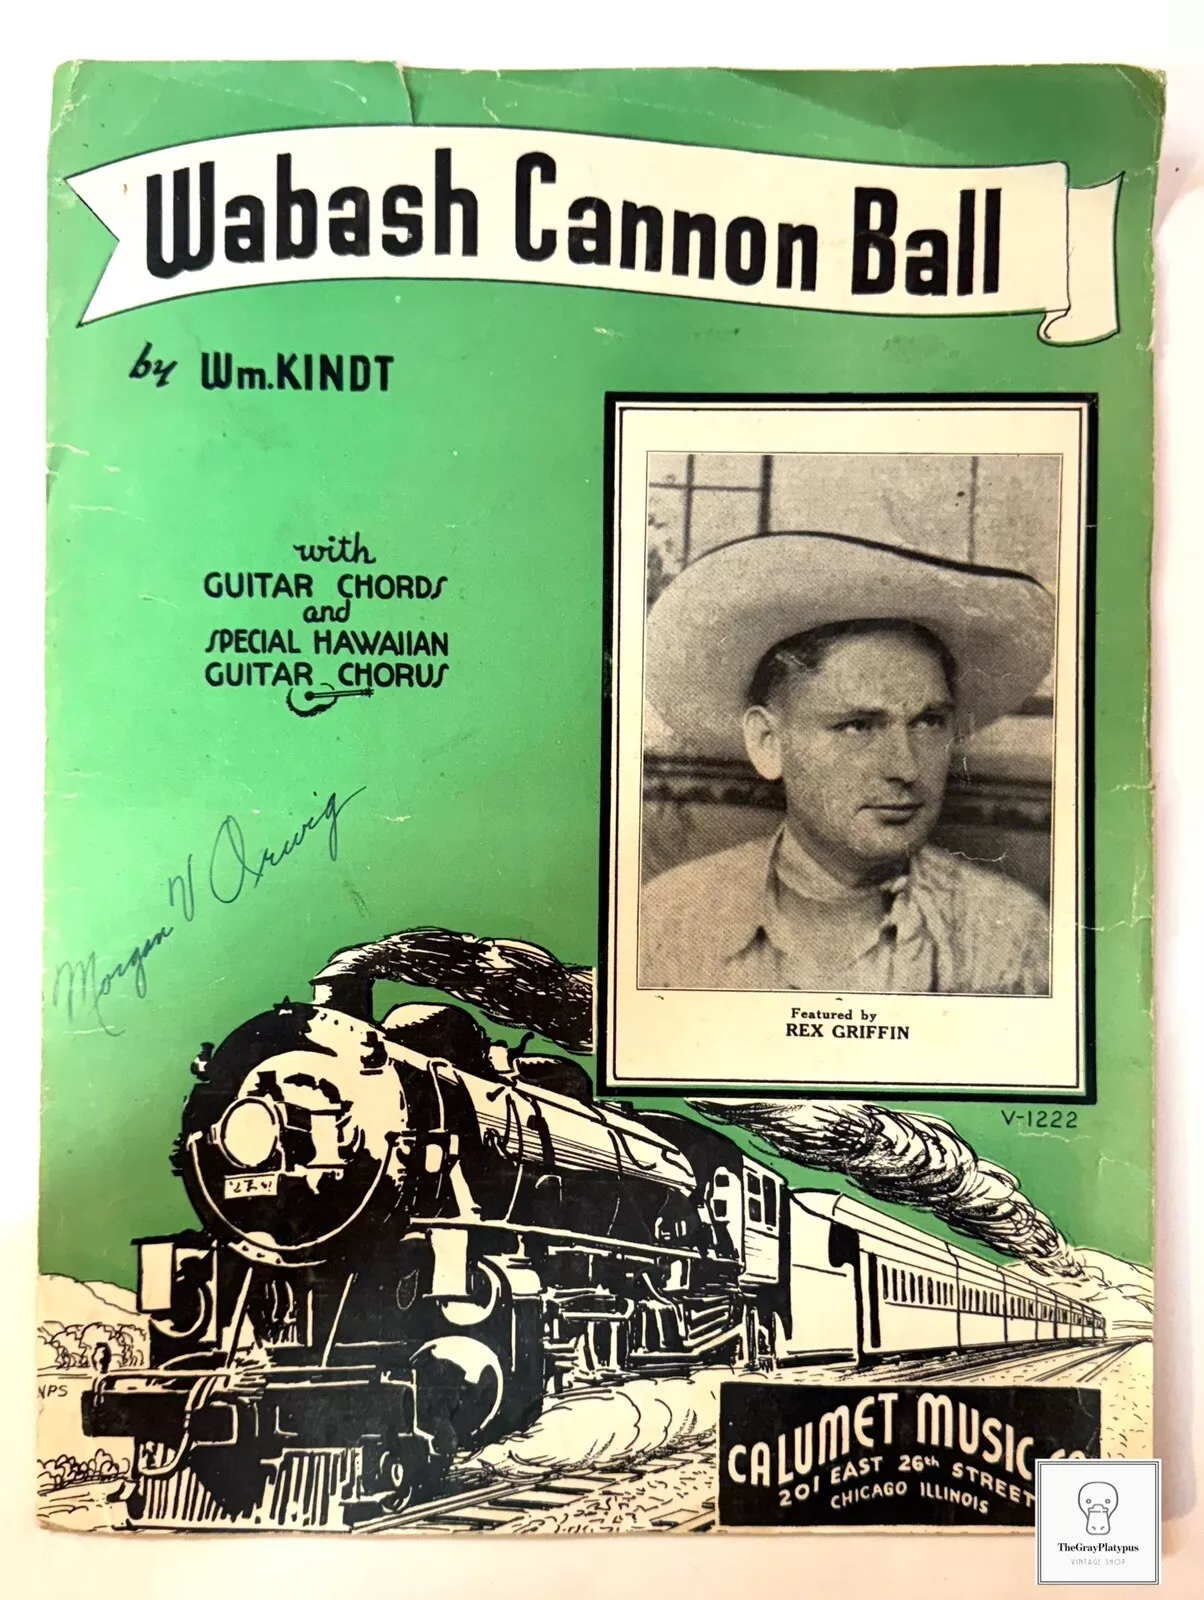 Wabash Cannon Ball
by Wm. KINDT
with
GUITAR CHORDS
and
SPECIAL HAWAIIAN
GUITAR CHORUS
Morgan V Orwig
Featured by
REX GRIFFIN
V-1222
NPS
CALUMET MUSIC
201 EAST 26th STREET
CHICAGO ILLINOIS
TheGrayPlatypus
VINTAGE SHOP